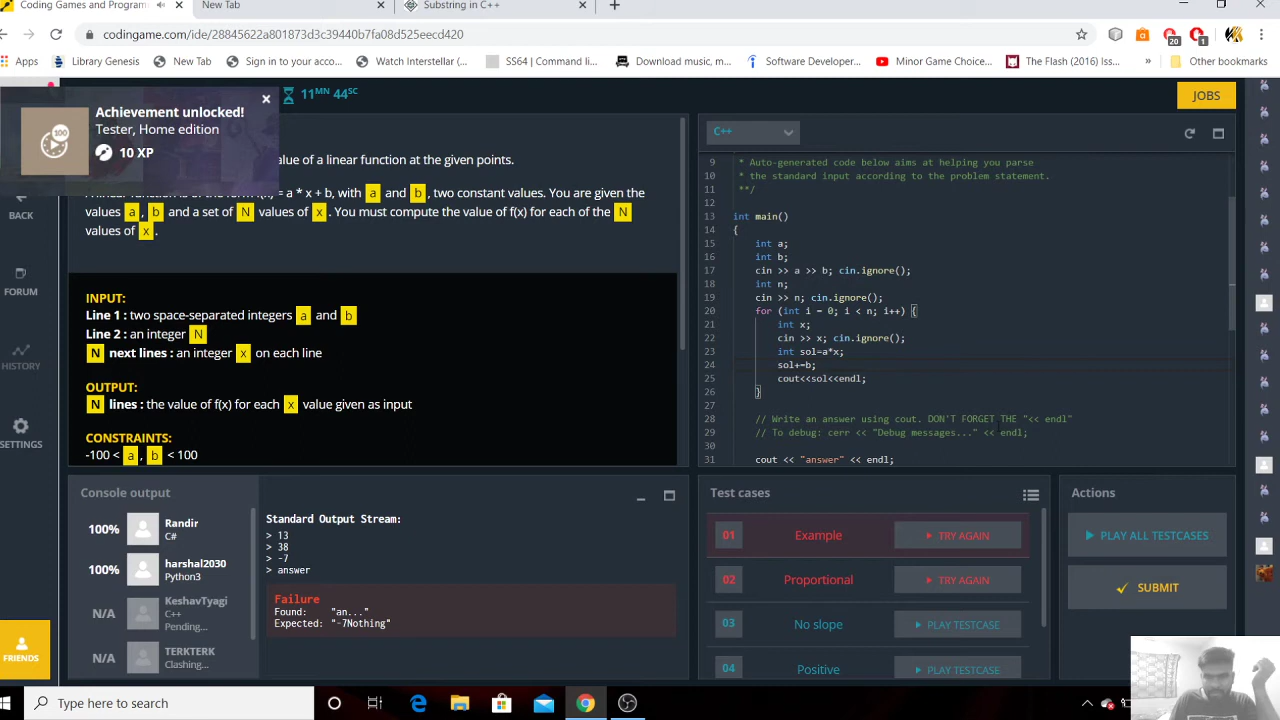 Coding Games and Program
New Tab
Substring in C++
codingame.com/ide/28845622a801873d3c39440b7fa08d525eecd420
20
1
Apps
Library Genesis
New Tab
Sign in to your acco...
Watch Interstellar (...
SS64 | Command li...
Download music, m...
Software Developer...
Minor Game Choice...
The Flash (2016) Iss...
»
Other bookmarks
Achievement unlocked!
Tester, Home edition
100
10 XP
11MN 44SC
JOBS
BACK
FORUM
HISTORY
SETTINGS
FRIENDS
alue of a linear function at the given points.
= a * x + b, with a and b , two constant values. You are given the
values a , b and a set of N values of x . You must compute the value of f(x) for each of the N
values of x .
INPUT:
Line 1 : two space-separated integers a and b
Line 2 : an integer N
N next lines : an integer x on each line
OUTPUT:
N lines : the value of f(x) for each x value given as input
CONSTRAINTS:
-100 < a , b < 100
C++
9 * Auto-generated code below aims at helping you parse
10 * the standard input according to the problem statement.
11 **/
12
13 int main()
14 {
15 int a;
16 int b;
17 cin >> a >> b; cin.ignore();
18 int n;
19 cin >> n; cin.ignore();
20 for (int i = 0; i < n; i++) {
21 int x;
22 cin >> x; cin.ignore();
23 int sol=a*x;
24 sol+=b;
25 cout<<sol<<endl;
26 }
27
28 // Write an answer using cout. DON'T FORGET THE "<< endl"
29 // To debug: cerr << "Debug messages..." << endl;
30
31 cout << "answer" << endl;
Console output
100% Randir
C#
100% harshal2030
Python3
N/A KeshavTyagi
C++
Pending...
N/A TERKTERK
Clashing...
Standard Output Stream:
> 13
> 38
> -7
> answer
Failure
Found: "an..."
Expected: "-7Nothing"
Test cases
01 Example TRY AGAIN
02 Proportional TRY AGAIN
03 No slope PLAY TESTCASE
04 Positive PLAY TESTCASE
Actions
PLAY ALL TESTCASES
SUBMIT
Type here to search